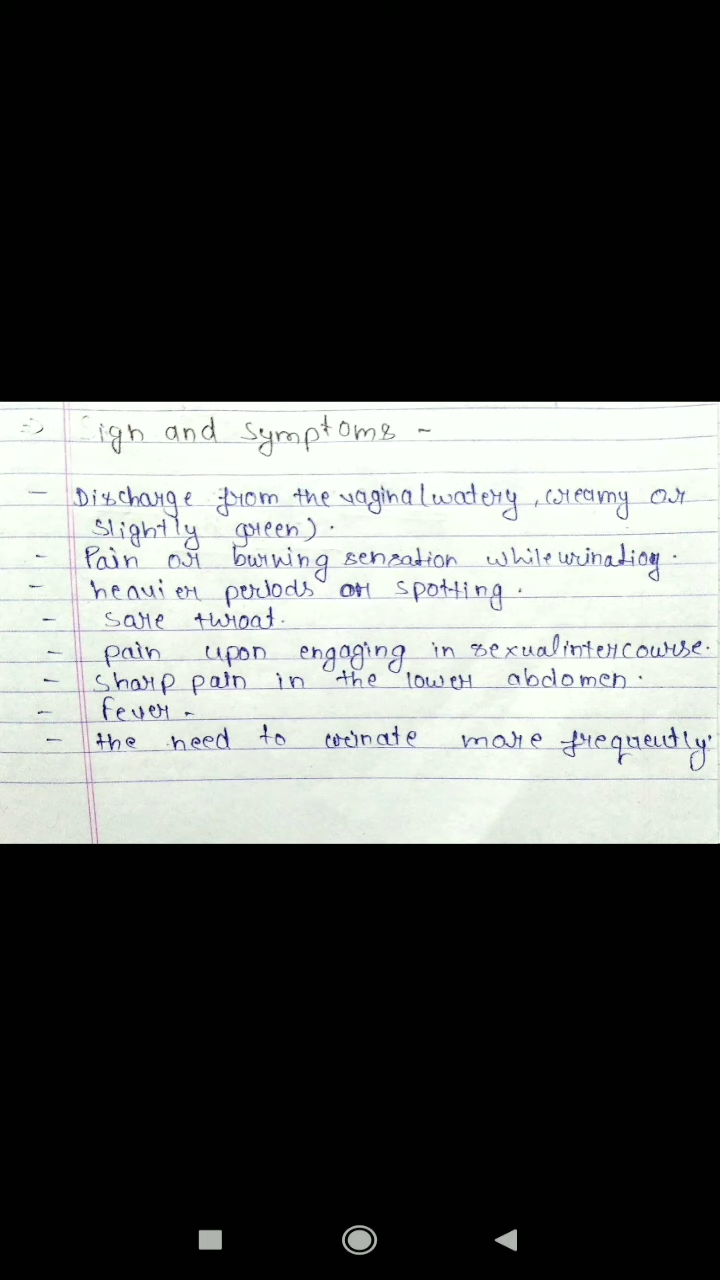 => Sign and Symptoms -
- Discharge from the vagina (watery, creamy or
slightly green).
- Pain or burning sensation while urination.
- heavier periods or spotting.
- Sore throat.
- pain upon engaging in sexual intercourse.
- Sharp pain in the lower abdomen.
- fever -
- the need to urinate more frequently.